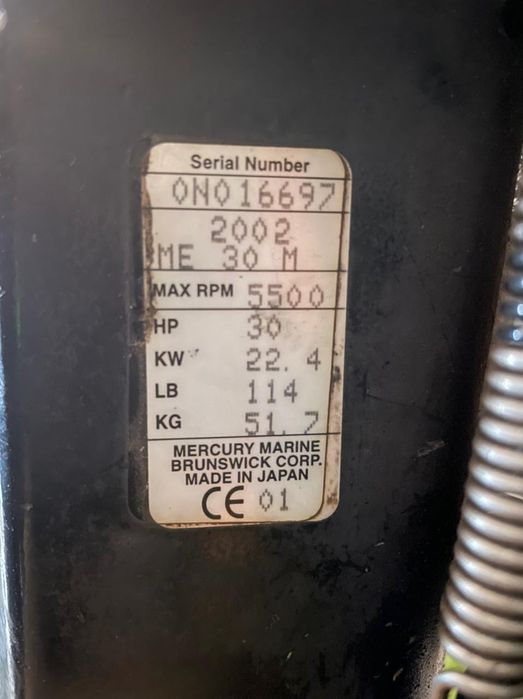 Serial Number
0N016697
2002
ME 30 M
MAX RPM 5500
HP 30
KW 22.4
LB 114
KG 51.7
MERCURY MARINE
BRUNSWICK CORP.
MADE IN JAPAN
CE 01